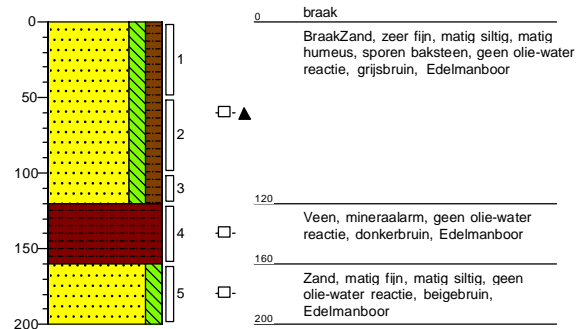 0
50
100
150
200
1
2
3
4
5
0
braak
BraakZand, zeer fijn, matig siltig, matig
humeus, sporen baksteen, geen olie-water
reactie, grijsbruin, Edelmanboor
120
Veen, mineraalarm, geen olie-water
reactie, donkerbruin, Edelmanboor
160
Zand, matig fijn, matig siltig, geen
olie-water reactie, beigebruin,
Edelmanboor
200